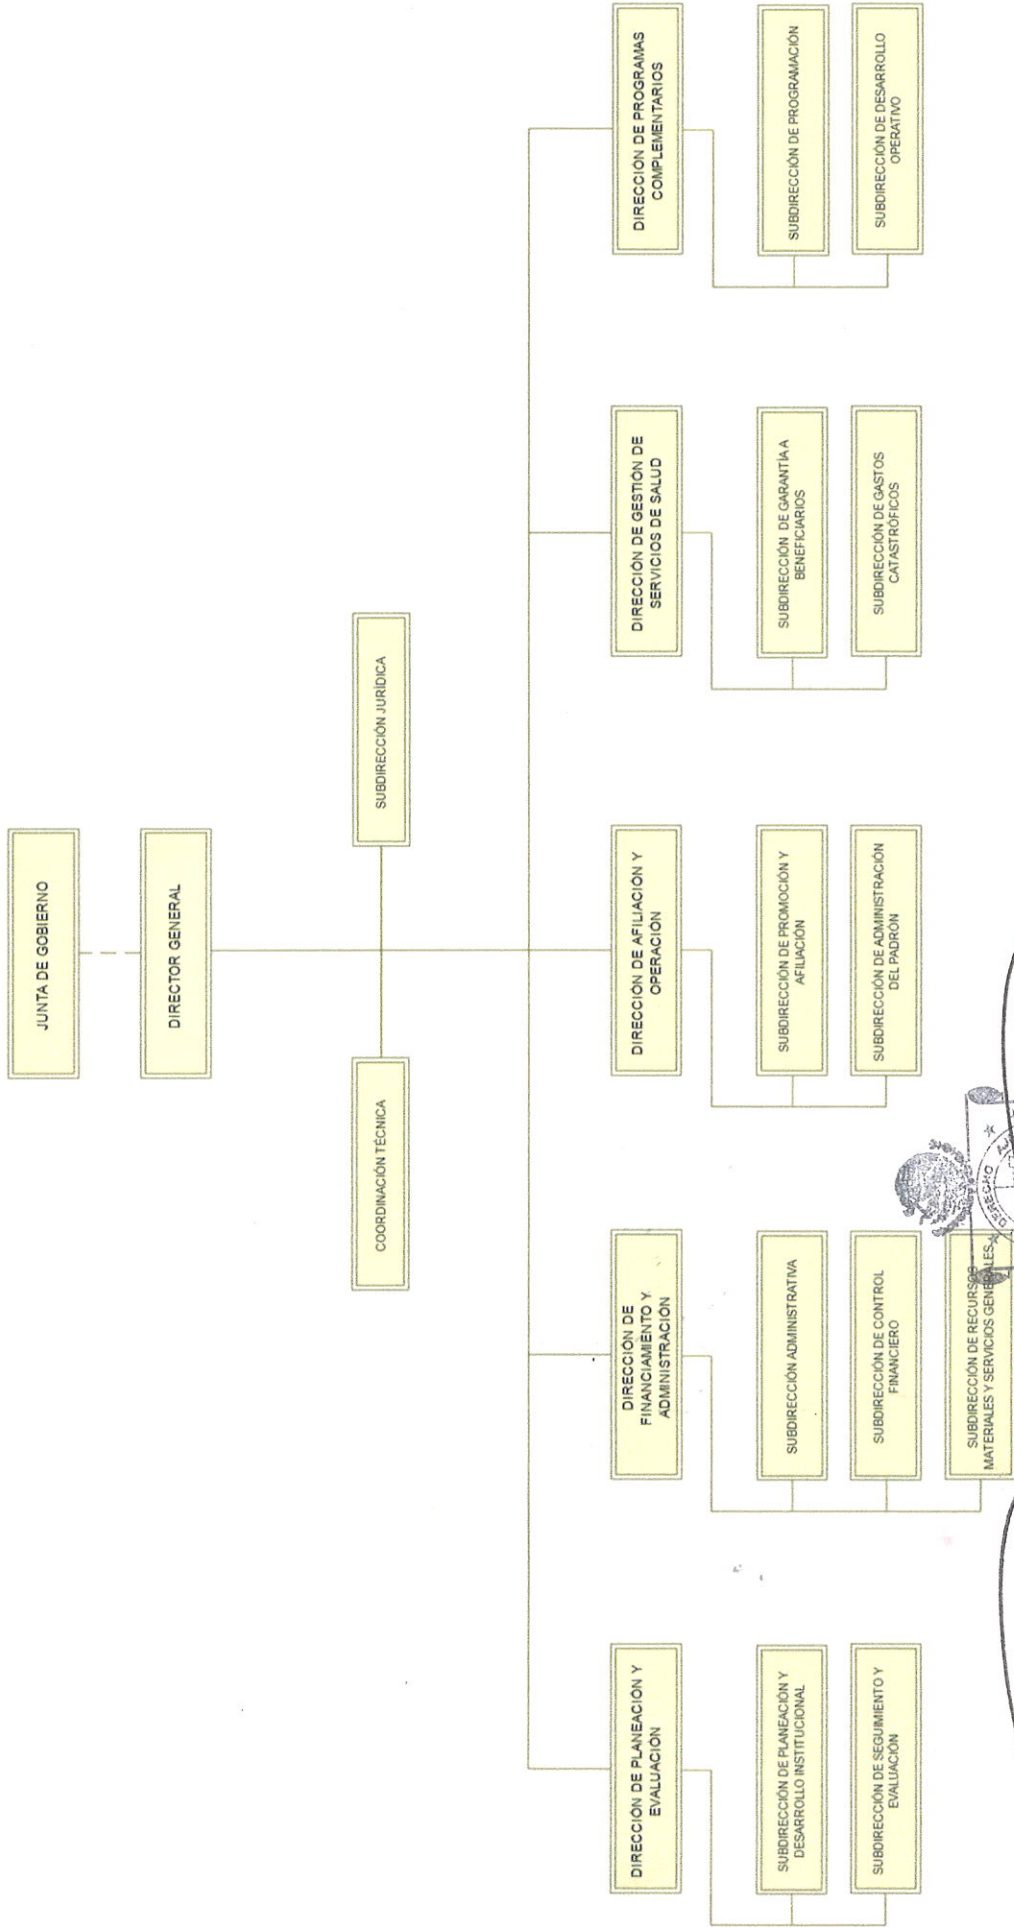 JUNTA DE GOBIERNO
DIRECTOR GENERAL
COORDINACIÓN TÉCNICA
SUBDIRECCIÓN JURÍDICA
DIRECCIÓN DE PLANEACIÓN Y
EVALUACIÓN
SUBDIRECCIÓN DE PLANEACIÓN Y
DESARROLLO INSTITUCIONAL
SUBDIRECCIÓN DE SEGUIMIENTO Y
EVALUACIÓN
DIRECCIÓN DE
FINANCIAMIENTO Y
ADMINISTRACIÓN
SUBDIRECCIÓN ADMINISTRATIVA
SUBDIRECCIÓN DE CONTROL
FINANCIERO
SUBDIRECCIÓN DE RECURSOS
MATERIALES Y SERVICIOS GENERALES
DIRECCIÓN DE AFILIACIÓN Y
OPERACIÓN
SUBDIRECCIÓN DE PROMOCIÓN Y
AFILIACIÓN
SUBDIRECCIÓN DE ADMINISTRACIÓN
DEL PADRÓN
DIRECCIÓN DE GESTIÓN DE
SERVICIOS DE SALUD
SUBDIRECCIÓN DE GARANTÍA A
BENEFICIARIOS
SUBDIRECCIÓN DE GASTOS
CATASTRÓFICOS
DIRECCIÓN DE PROGRAMAS
COMPLEMENTARIOS
SUBDIRECCIÓN DE PROGRAMACIÓN
SUBDIRECCIÓN DE DESARROLLO
OPERATIVO
DERECHO